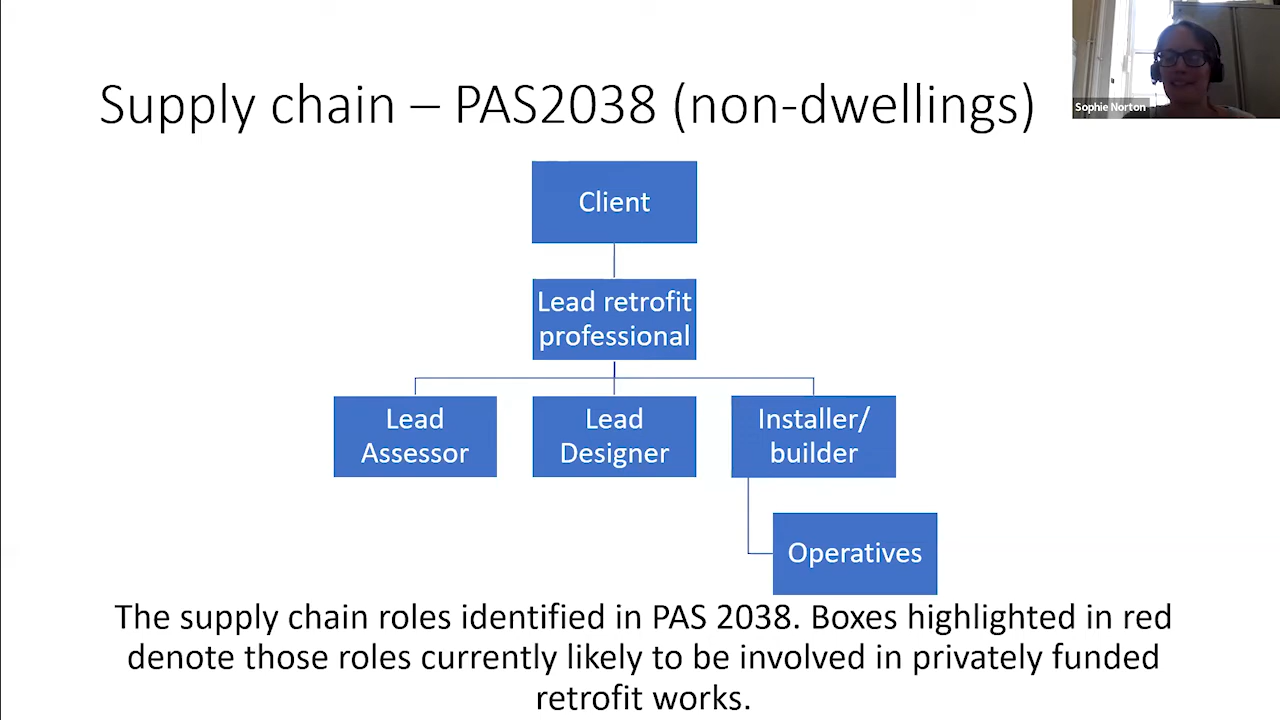 Supply chain – PAS2038 (non-dwellings)
Sophie Norton
Client
Lead retrofit
professional
Lead
Assessor
Lead
Designer
Installer/
builder
Operatives
The supply chain roles identified in PAS 2038. Boxes highlighted in red
denote those roles currently likely to be involved in privately funded
retrofit works.